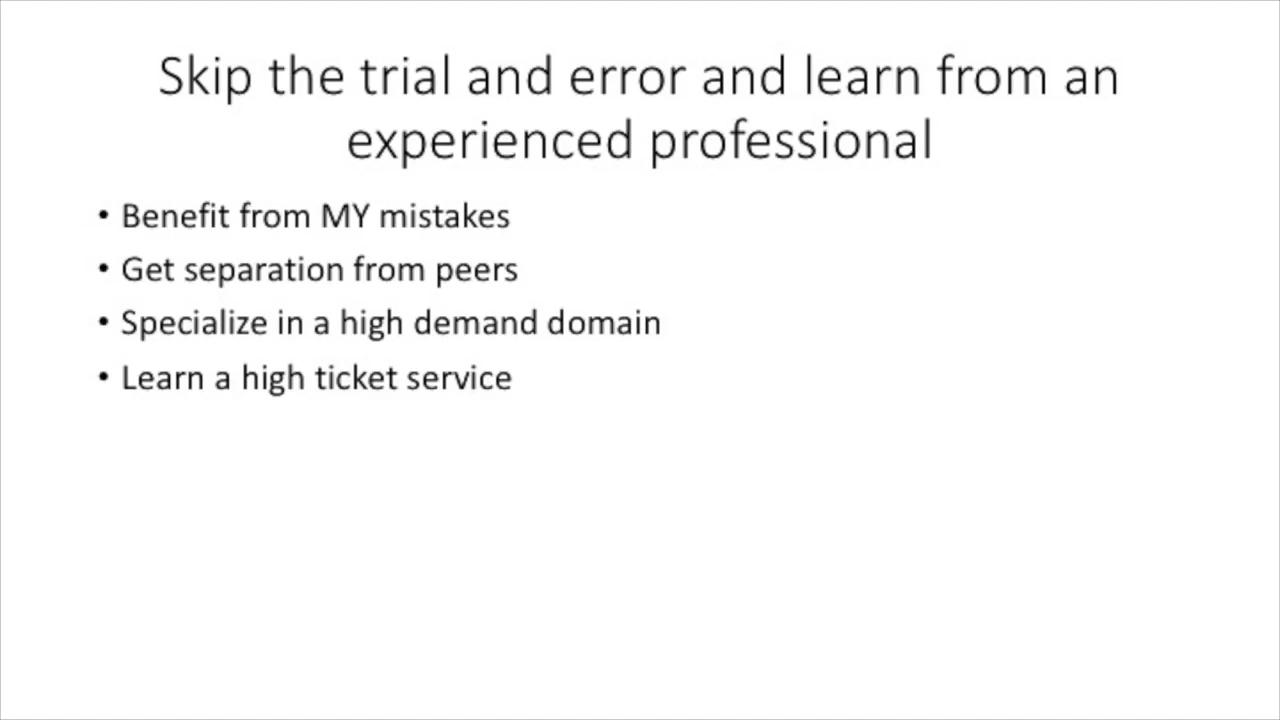 Skip the trial and error and learn from an
experienced professional
• Benefit from MY mistakes
• Get separation from peers
• Specialize in a high demand domain
• Learn a high ticket service